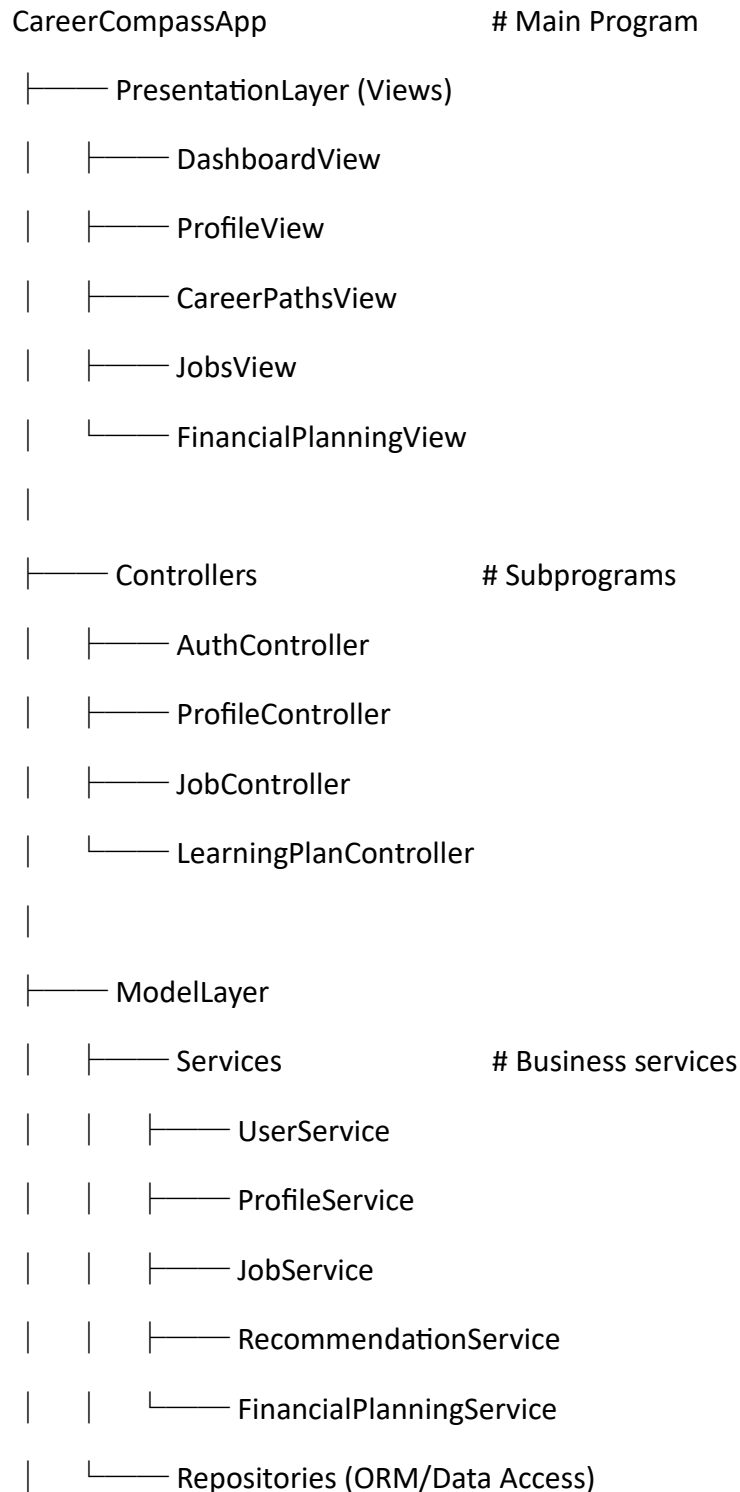 CareerCompassApp # Main Program
├── PresentationLayer (Views)
│ ├── DashboardView
│ ├── ProfileView
│ ├── CareerPathsView
│ ├── JobsView
│ └── FinancialPlanningView
│
├── Controllers # Subprograms
│ ├── AuthController
│ ├── ProfileController
│ ├── JobController
│ └── LearningPlanController
│
├── ModelLayer
│ ├── Services # Business services
│ │ ├── UserService
│ │ ├── ProfileService
│ │ ├── JobService
│ │ ├── RecommendationService
│ │ └── FinancialPlanningService
│ └── Repositories (ORM/Data Access)